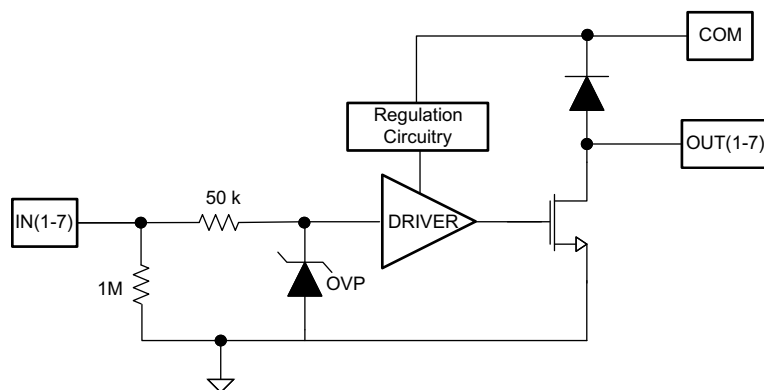 COM
Regulation
Circuitry
OUT(1-7)
50 k
IN(1-7)
DRIVER
1M
OVP